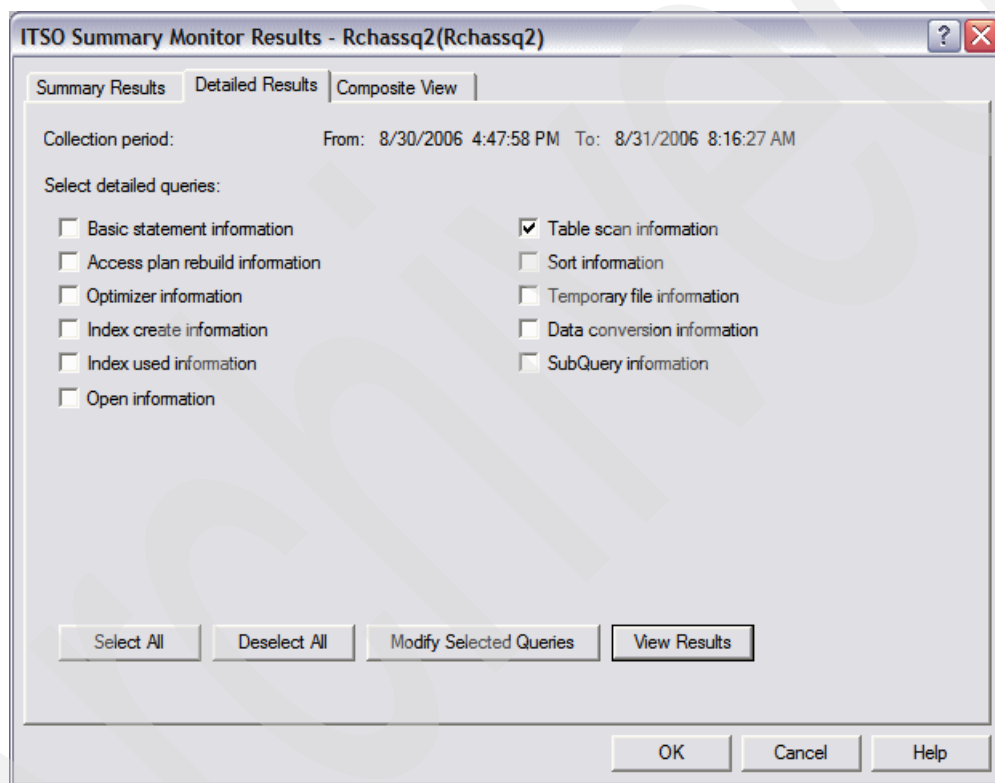 ITSO Summary Monitor Results - Rchassq2(Rchassq2)
Summary Results
Detailed Results
Composite View
Collection period: From: 8/30/2006 4:47:58 PM To: 8/31/2006 8:16:27 AM
Select detailed queries:
Basic statement information
Access plan rebuild information
Optimizer information
Index create information
Index used information
Open information
Table scan information
Sort information
Temporary file information
Data conversion information
SubQuery information
Select All
Deselect All
Modify Selected Queries
View Results
OK
Cancel
Help